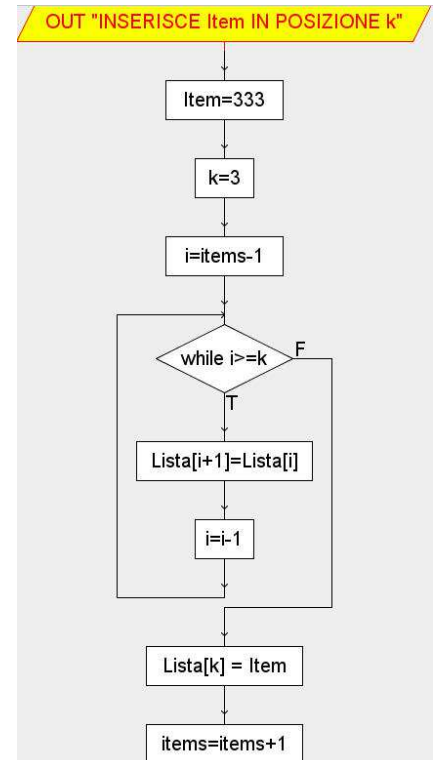 OUT "INSERISCE Item IN POSIZIONE k"
Item=333
k=3
i=items-1
while i>=k
F
T
Lista[i+1]=Lista[i]
i=i-1
Lista[k] = Item
items=items+1